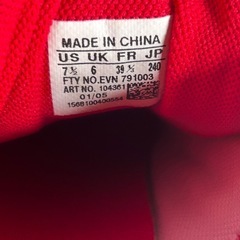 MADE IN CHINA
US UK FR JP
7½ 6 39⅓ 240
FTY NO.EVN 791003
ART NO. 104361
01/05
1568100400554